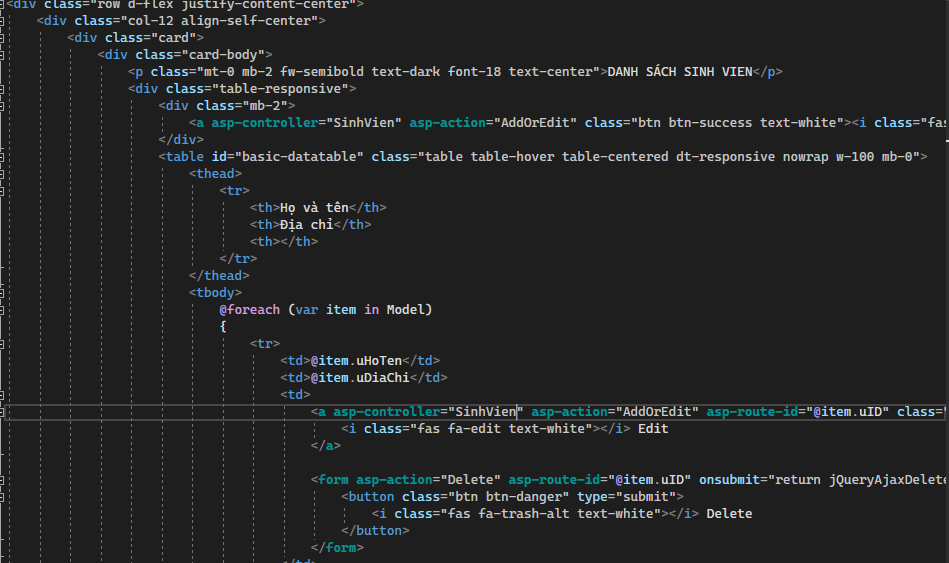 <div class="row d-flex justify-content-center">
<div class="col-12 align-self-center">
<div class="card">
<div class="card-body">
<p class="mt-0 mb-2 fw-semibold text-dark font-18 text-center">DANH SÁCH SINH VIEN</p>
<div class="table-responsive">
<div class="mb-2">
<a asp-controller="SinhVien" asp-action="AddOrEdit" class="btn btn-success text-white"><i class="fas
</div>
<table id="basic-datatable" class="table table-hover table-centered dt-responsive nowrap w-100 mb-0">
<thead>
<tr>
<th>Họ và tên</th>
<th>Địa chỉ</th>
<th></th>
</tr>
</thead>
<tbody>
@foreach (var item in Model)
{
<tr>
<td>@item.uHoTen</td>
<td>@item.uDiaChi</td>
<td>
<a asp-controller="SinhVien" asp-action="AddOrEdit" asp-route-id="@item.uID" class="
<i class="fas fa-edit text-white"></i> Edit
</a>
<form asp-action="Delete" asp-route-id="@item.uID" onsubmit="return jQueryAjaxDelete
<button class="btn btn-danger" type="submit">
<i class="fas fa-trash-alt text-white"></i> Delete
</button>
</form>
</td>